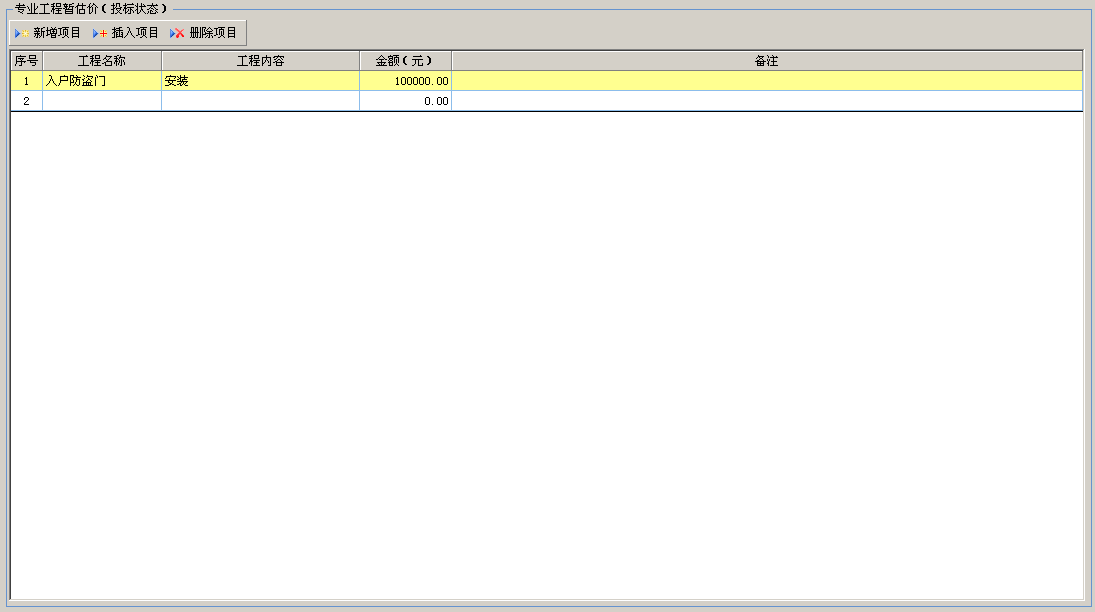 专业工程暂估价(投标状态)
新增项目 插入项目 删除项目
序号 工程名称 工程内容 金额(元) 备注
1 入户防盗门 安装 100000.00
2 0.00